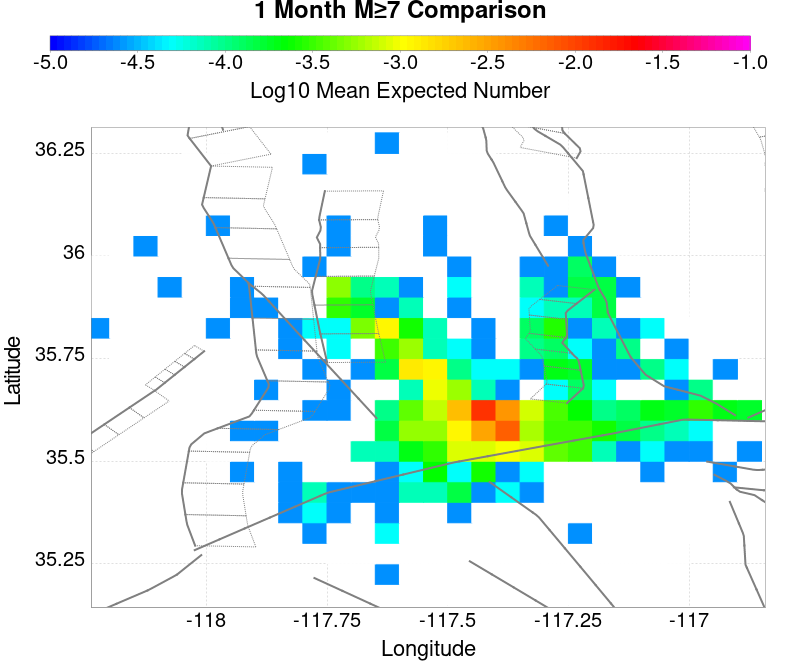 1 Month M≥7 Comparison
-5.0 -4.5 -4.0 -3.5 -3.0 -2.5 -2.0 -1.5 -1.0
Log10 Mean Expected Number
36.25
36
35.75
35.5
35.25
Latitude
-118 -117.75 -117.5 -117.25 -117
Longitude